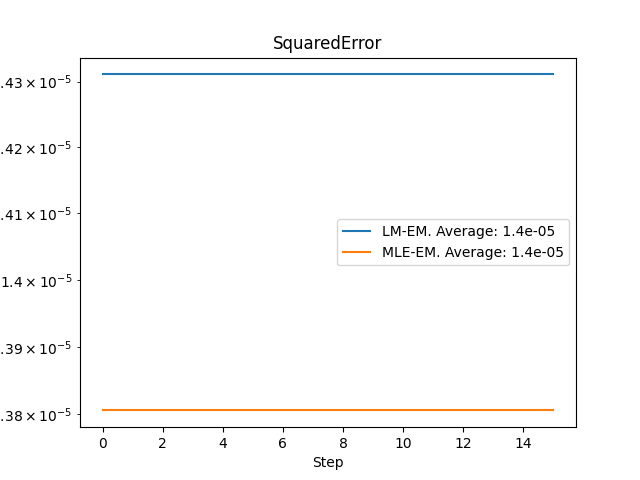 SquaredError
.43 × 10⁻⁵
.42 × 10⁻⁵
.41 × 10⁻⁵
1.4 × 10⁻⁵
.39 × 10⁻⁵
.38 × 10⁻⁵
LM-EM. Average: 1.4e-05
MLE-EM. Average: 1.4e-05
0 2 4 6 8 10 12 14
Step